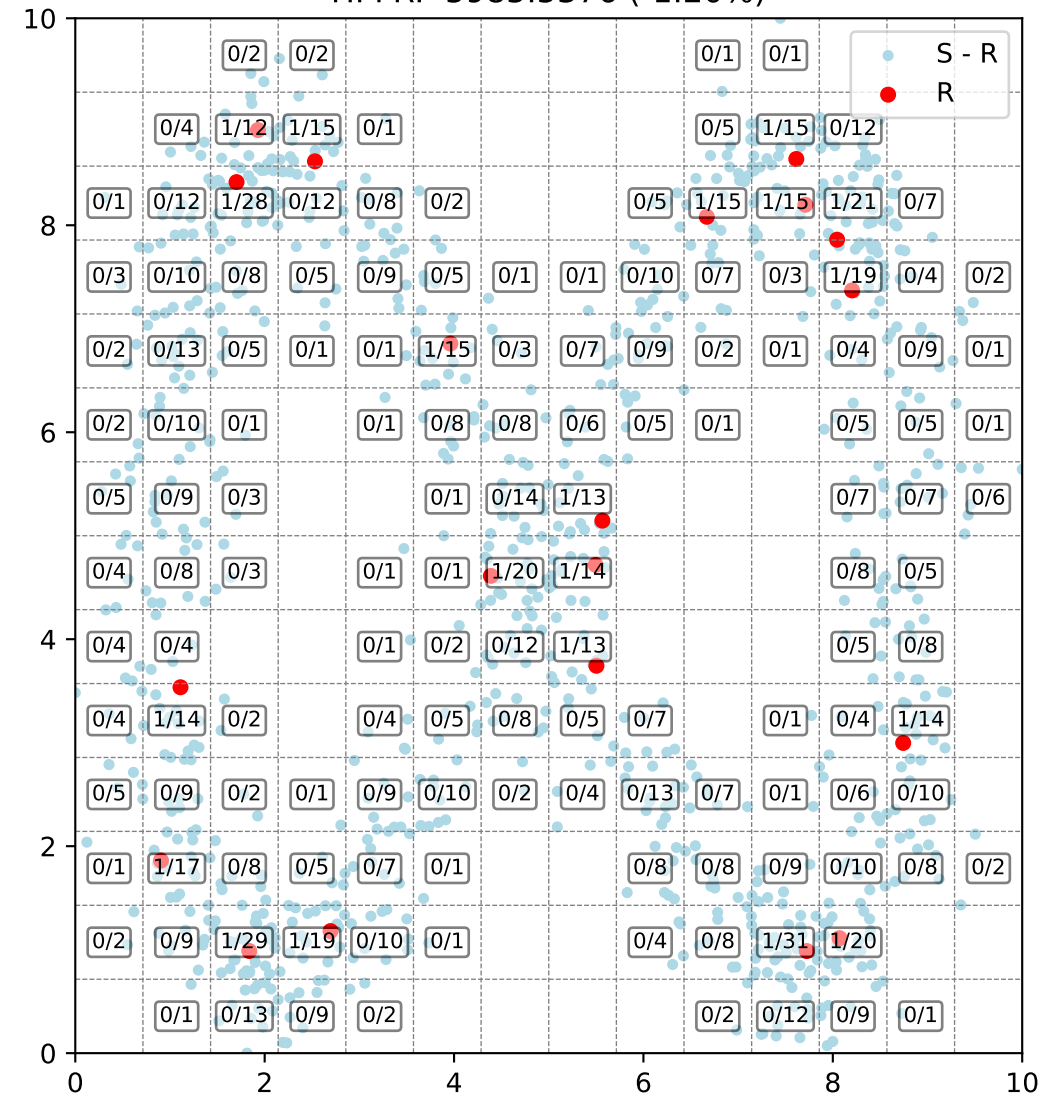 10
0/2 0/2 0/1 0/1 S - R
R
0/4 1/12 1/15 0/1 0/5 1/15 0/12
0/1 0/12 1/28 0/12 0/8 0/2 0/5 1/15 1/15 1/21 0/7
8
0/3 0/10 0/8 0/5 0/9 0/5 0/1 0/1 0/10 0/7 0/3 1/19 0/4 0/2
0/2 0/13 0/5 0/1 0/1 1/15 0/3 0/7 0/9 0/2 0/1 0/4 0/9 0/1
6
0/2 0/10 0/1 0/1 0/8 0/8 0/6 0/5 0/1 0/5 0/5 0/1
0/5 0/9 0/3 0/1 0/14 1/13 0/7 0/7 0/6
0/4 0/8 0/3 0/1 0/1 1/20 1/14 0/8 0/5
4
0/4 0/4 0/1 0/2 0/12 1/13 0/5 0/8
0/4 1/14 0/2 0/4 0/5 0/8 0/5 0/7 0/1 0/4 1/14
0/5 0/9 0/2 0/1 0/9 0/10 0/2 0/4 0/13 0/7 0/1 0/6 0/10
2
0/1 1/17 0/8 0/5 0/7 0/1 0/8 0/8 0/9 0/10 0/8 0/2
0/2 0/9 1/29 1/19 0/10 0/1 0/4 0/8 1/31 1/20
0/1 0/13 0/9 0/2 0/2 0/12 0/9 0/1
0
0 2 4 6 8 10